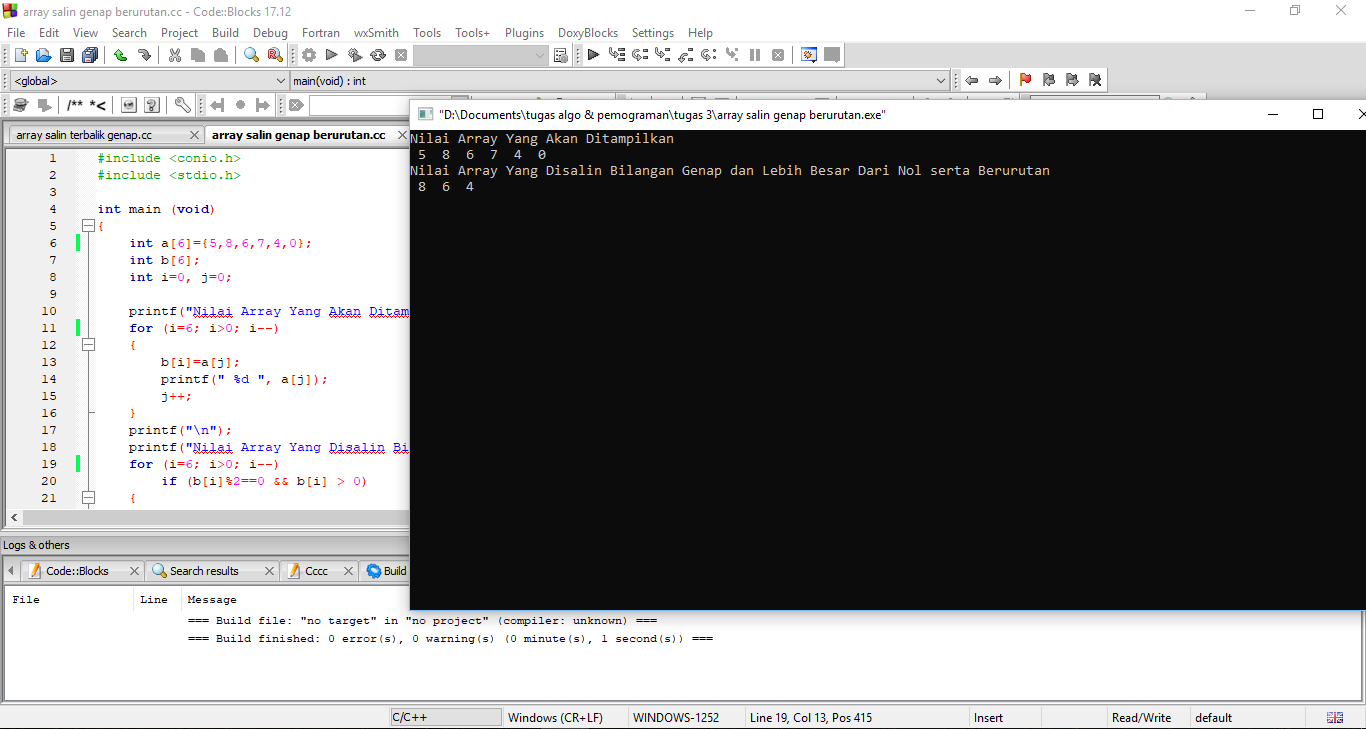 array salin genap berurutan.cc - Code::Blocks 17.12
File Edit View Search Project Build Debug Fortran wxSmith Tools Tools+ Plugins DoxyBlocks Settings Help
<global> main(void) : int
/** *<
array salin terbalik genap.cc array salin genap berurutan.cc
1 #include <conio.h>
2 #include <stdio.h>
3
4 int main (void)
5 {
6 int a[6]={5,8,6,7,4,0};
7 int b[6];
8 int i=0, j=0;
9
10 printf("Nilai Array Yang Akan Ditam
11 for (i=6; i>0; i--)
12 {
13 b[i]=a[j];
14 printf(" %d ", a[j]);
15 j++;
16 }
17 printf("\n");
18 printf("Nilai Array Yang Disalin Bi
19 for (i=6; i>0; i--)
20 if (b[i]%2==0 && b[i] > 0)
21 {
"D:\Documents\tugas algo & pemograman\tugas 3\array salin genap berurutan.exe"
Nilai Array Yang Akan Ditampilkan
5 8 6 7 4 0
Nilai Array Yang Disalin Bilangan Genap dan Lebih Besar Dari Nol serta Berurutan
8 6 4
Logs & others
Code::Blocks Search results Cccc Build
File Line Message
=== Build file: "no target" in "no project" (compiler: unknown) ===
=== Build finished: 0 error(s), 0 warning(s) (0 minute(s), 1 second(s)) ===
C/C++ Windows (CR+LF) WINDOWS-1252 Line 19, Col 13, Pos 415 Insert Read/Write default